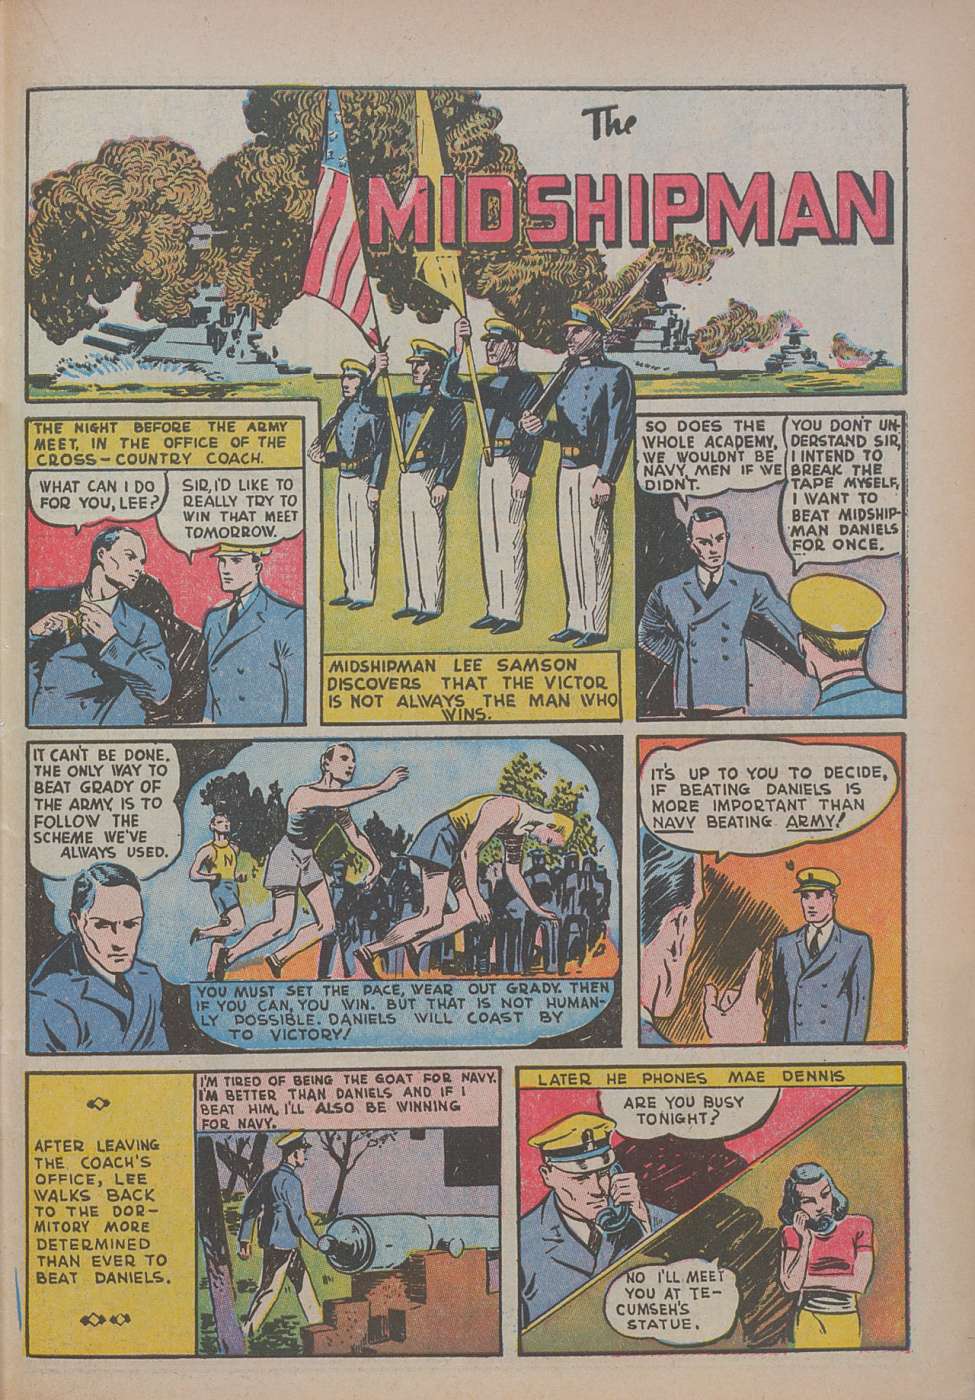 The
MIDSHIPMAN
THE NIGHT BEFORE THE ARMY
MEET, IN THE OFFICE OF THE
CROSS-COUNTRY COACH.
WHAT CAN I DO
FOR YOU, LEE?
SIR, I'D LIKE TO
REALLY TRY TO
WIN THAT MEET
TOMORROW.
MIDSHIPMAN LEE SAMSON
DISCOVERS THAT THE VICTOR
IS NOT ALWAYS THE MAN WHO
WINS.
SO DOES THE
WHOLE ACADEMY,
WE WOULDN'T BE
NAVY MEN IF WE
DIDN'T.
YOU DON'T UN-
DERSTAND SIR,
I INTEND TO
BREAK THE
TAPE MYSELF,
I WANT TO
BEAT MIDSHIP-
MAN DANIELS
FOR ONCE.
IT CAN'T BE DONE.
THE ONLY WAY TO
BEAT GRADY OF
THE ARMY, IS TO
FOLLOW THE
SCHEME WE'VE
ALWAYS USED.
N
YOU MUST SET THE PACE, WEAR OUT GRADY. THEN
IF YOU CAN, YOU WIN. BUT THAT IS NOT HUMAN-
LY POSSIBLE. DANIELS WILL COAST BY
TO VICTORY!
IT'S UP TO YOU TO DECIDE,
IF BEATING DANIELS IS
MORE IMPORTANT THAN
NAVY BEATING ARMY!
AFTER LEAVING
THE COACH'S
OFFICE, LEE
WALKS BACK
TO THE DOR-
MITORY MORE
DETERMINED
THAN EVER TO
BEAT DANIELS.
I'M TIRED OF BEING THE GOAT FOR NAVY.
I'M BETTER THAN DANIELS AND IF I
BEAT HIM, I'LL ALSO BE WINNING
FOR NAVY.
LATER HE PHONES MAE DENNIS
ARE YOU BUSY
TONIGHT?
NO I'LL MEET
YOU AT TE-
CUMSEH'S
STATUE.